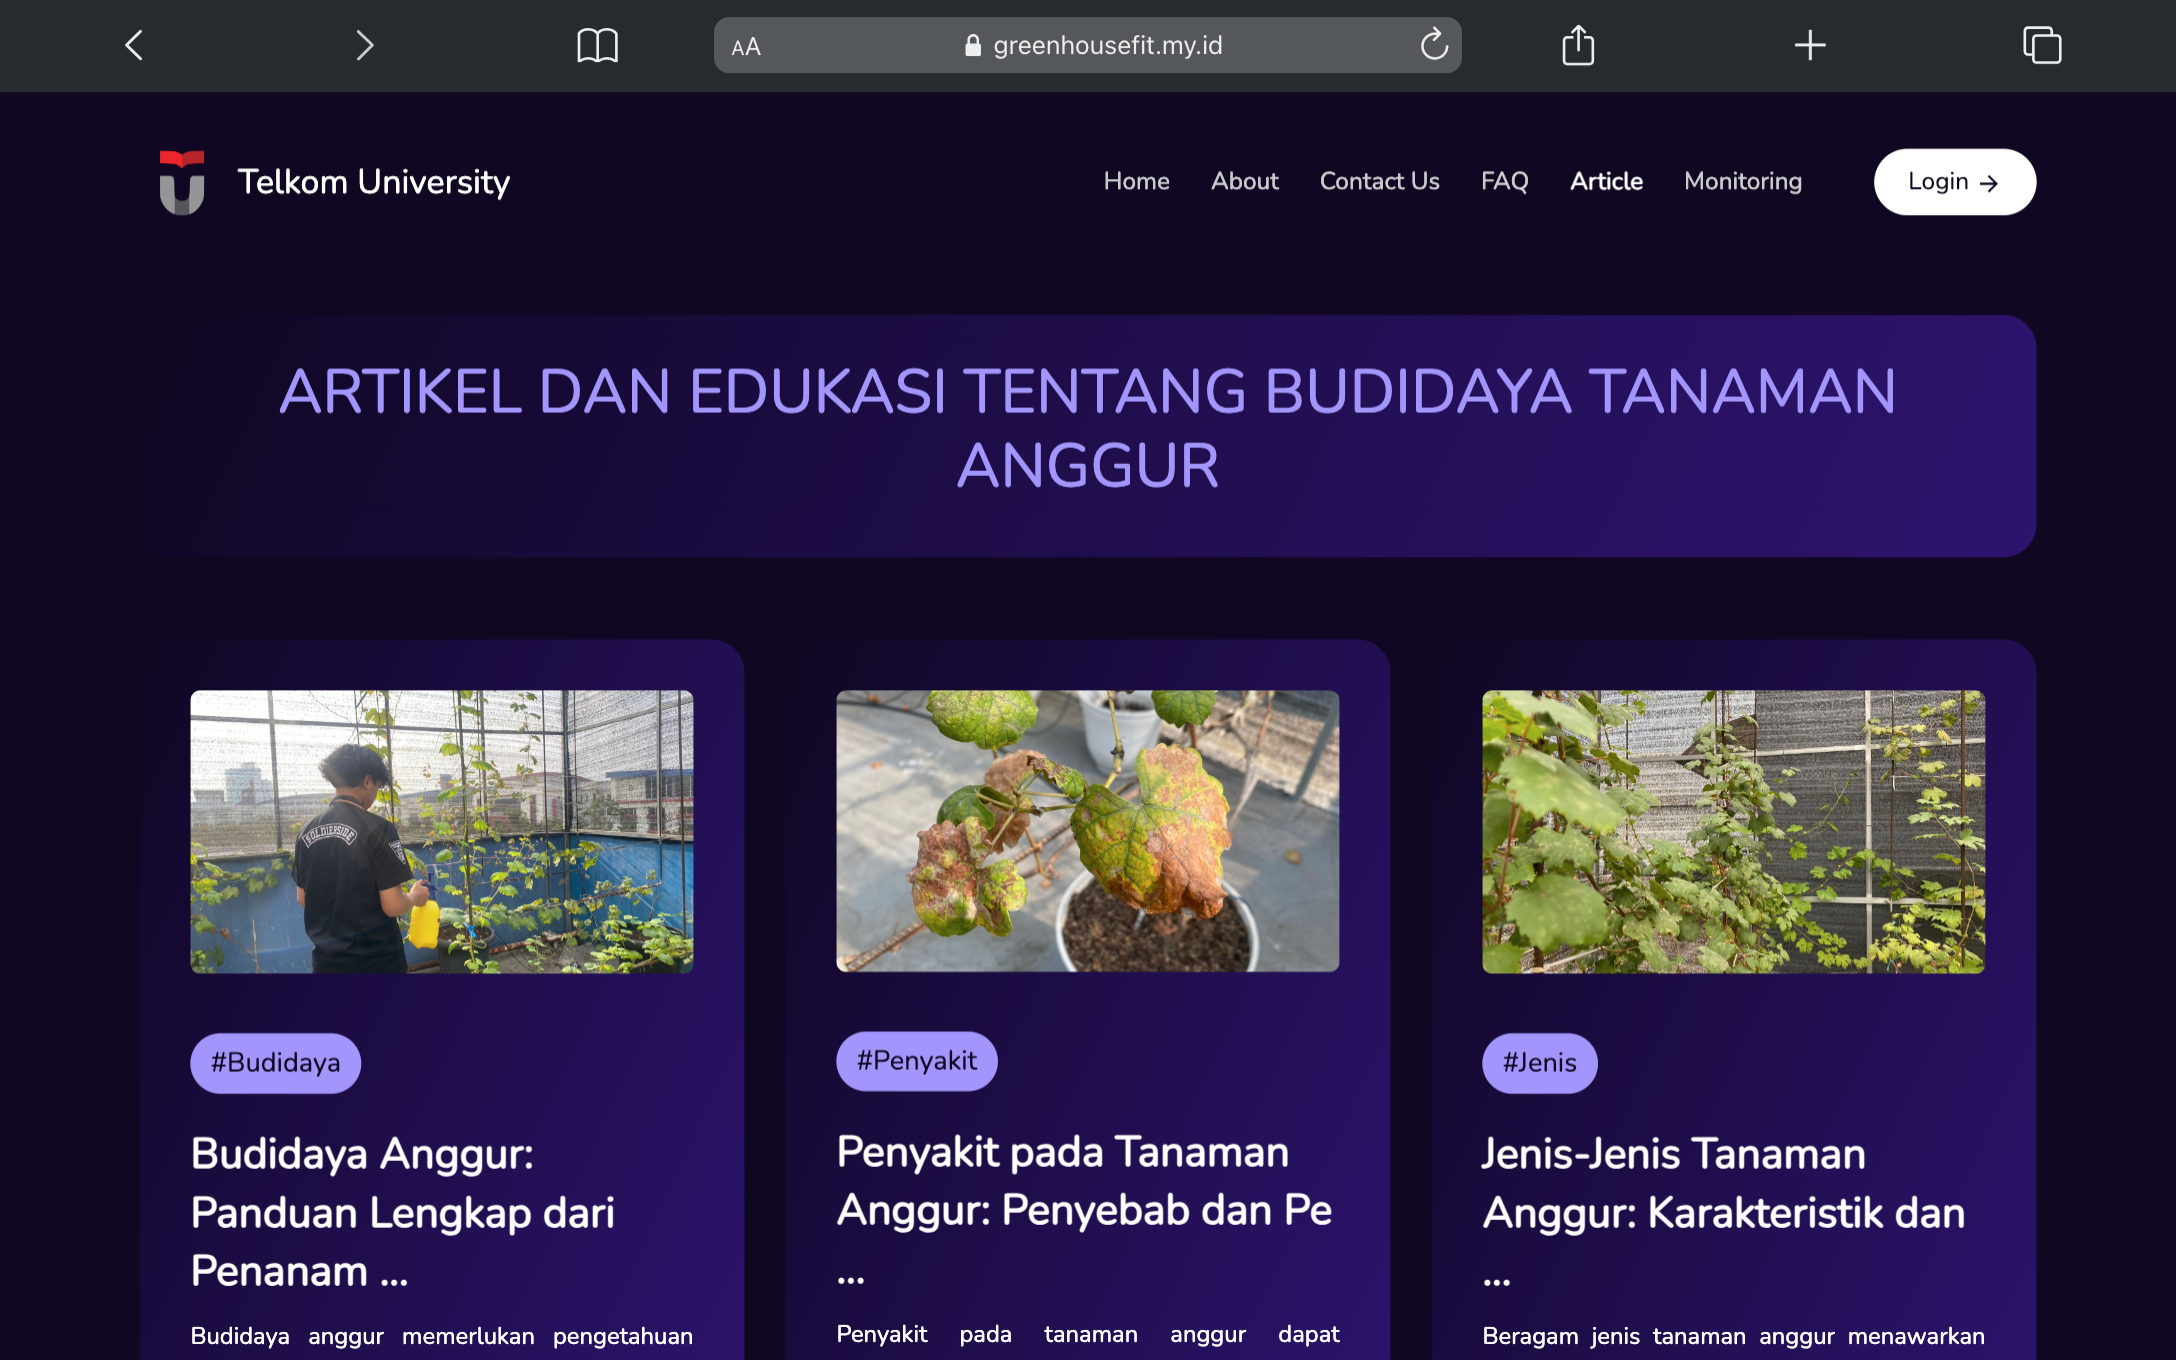 AA greenhousefit.my.id
Telkom University
Home About Contact Us FAQ Article Monitoring Login →
ARTIKEL DAN EDUKASI TENTANG BUDIDAYA TANAMAN
ANGGUR
SOLDIERSIDE
#Budidaya
Budidaya Anggur:
Panduan Lengkap dari
Penanam ...
Budidaya anggur memerlukan pengetahuan
#Penyakit
Penyakit pada Tanaman
Anggur: Penyebab dan Pe
...
Penyakit pada tanaman anggur dapat
#Jenis
Jenis-Jenis Tanaman
Anggur: Karakteristik dan
...
Beragam jenis tanaman anggur menawarkan